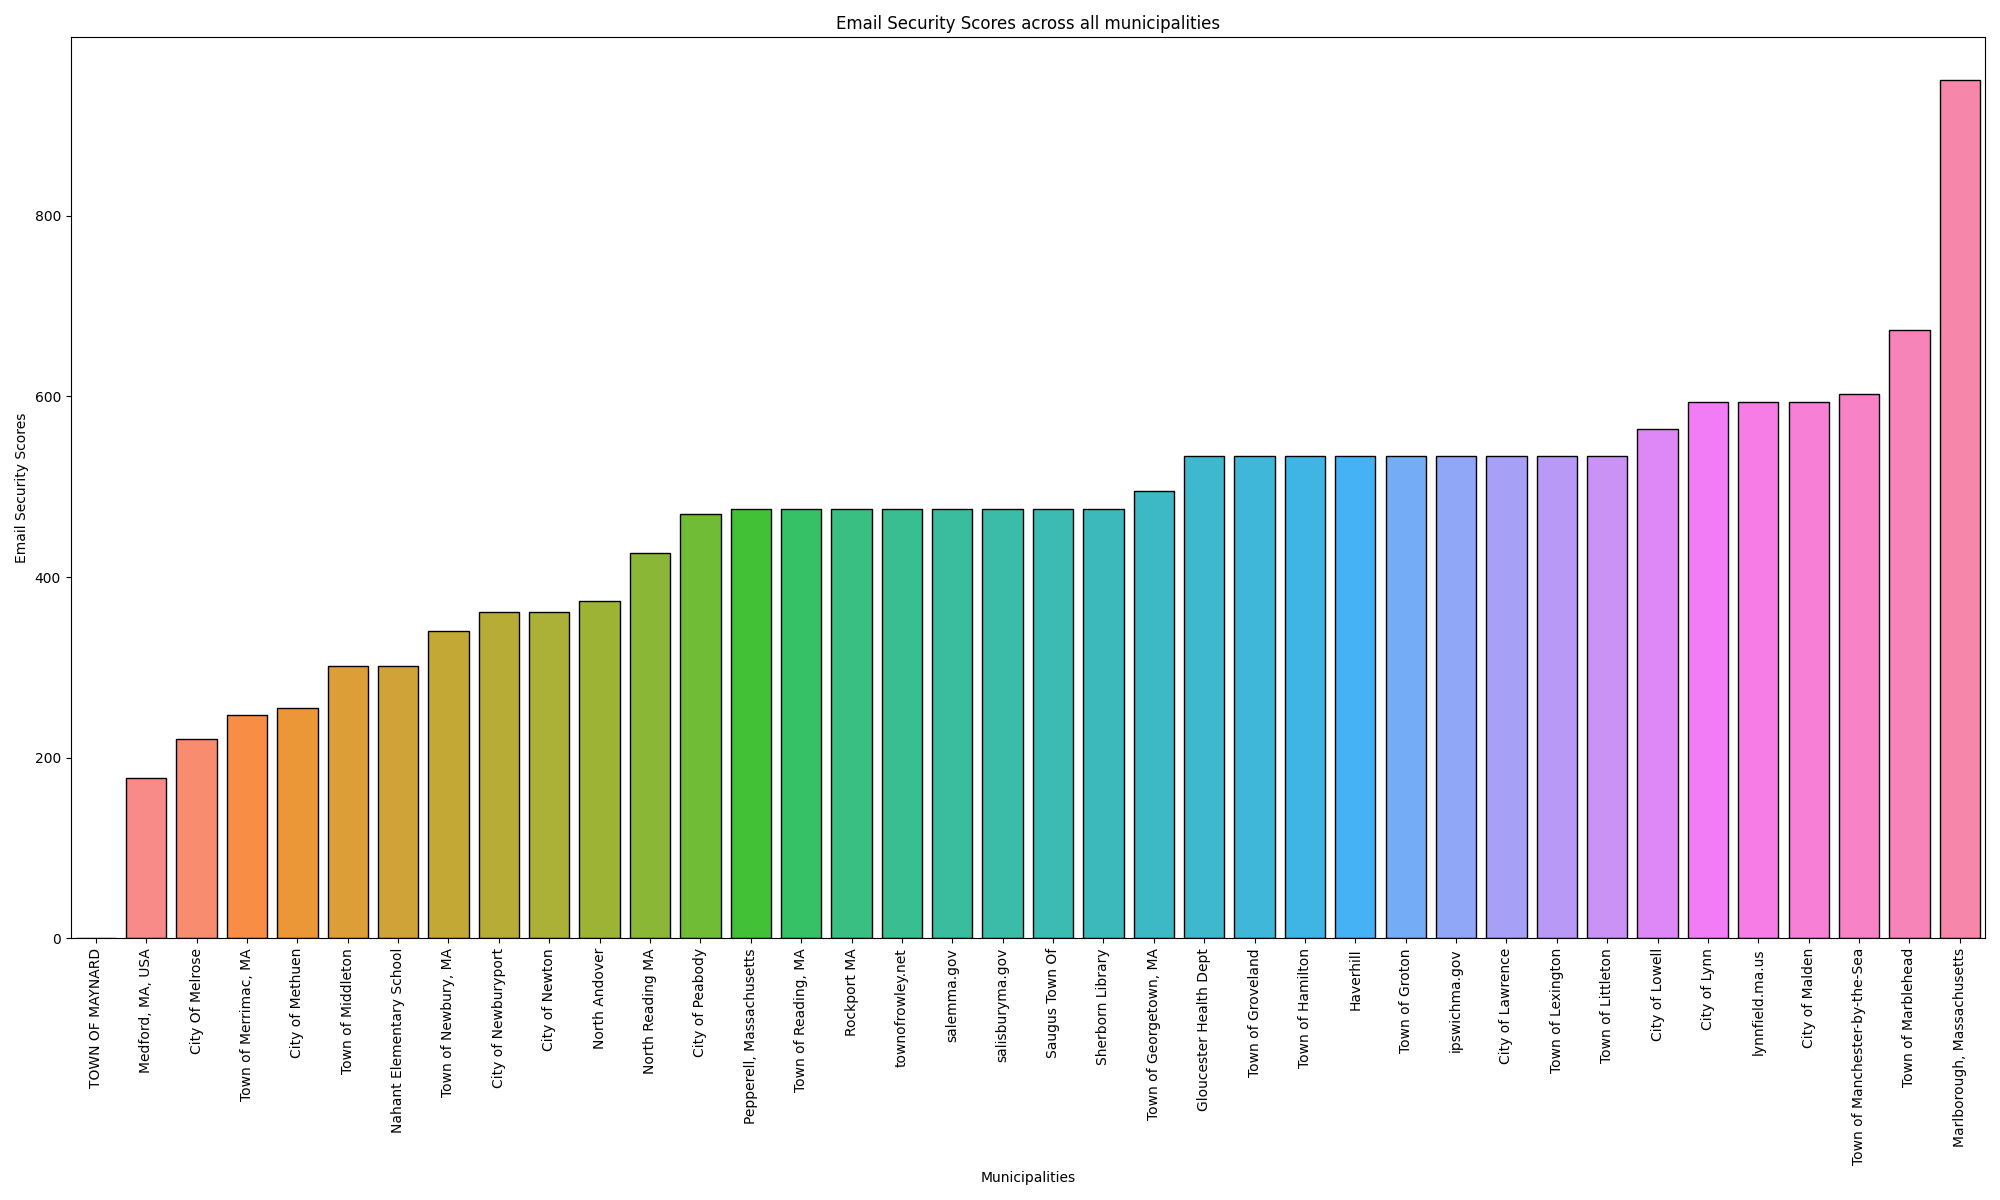 Email Security Scores across all municipalities
Email Security Scores
800
600
400
200
0
TOWN OF MAYNARD
Medford, MA, USA
City Of Melrose
Town of Merrimac, MA
City of Methuen
Town of Middleton
Nahant Elementary School
Town of Newbury, MA
City of Newburyport
City of Newton
North Andover
North Reading MA
City of Peabody
Pepperell, Massachusetts
Town of Reading, MA
Rockport MA
townofrowley.net
salemma.gov
salisburyma.gov
Saugus Town Of
Sherborn Library
Town of Georgetown, MA
Gloucester Health Dept
Town of Groveland
Town of Hamilton
Haverhill
Town of Groton
ipswichma.gov
City of Lawrence
Town of Lexington
Town of Littleton
City of Lowell
City of Lynn
lynnfield.ma.us
City of Malden
Town of Manchester-by-the-Sea
Town of Marblehead
Marlborough, Massachusetts
Municipalities